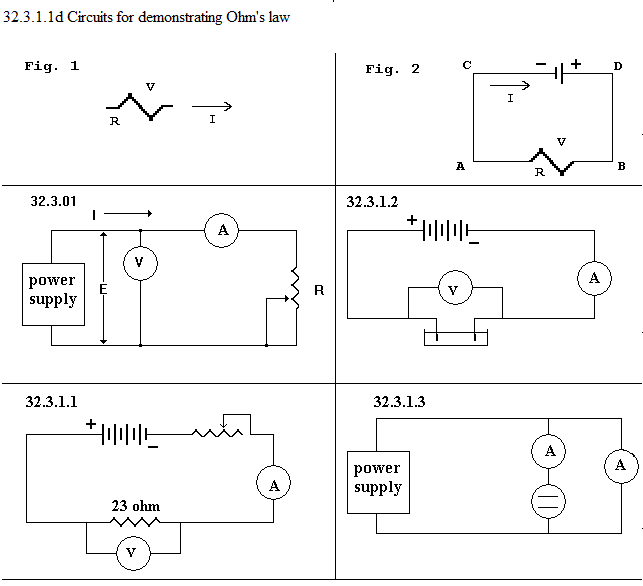 32.3.1.1d Circuits for demonstrating Ohm's law
Fig. 1
V
R
I
Fig. 2
C
- +
D
I
V
A
R
B
32.3.01
I
A
V
power
supply
E
R
32.3.1.2
+
-
A
V
32.3.1.1
+
-
A
23 ohm
V
32.3.1.3
A
A
power
supply